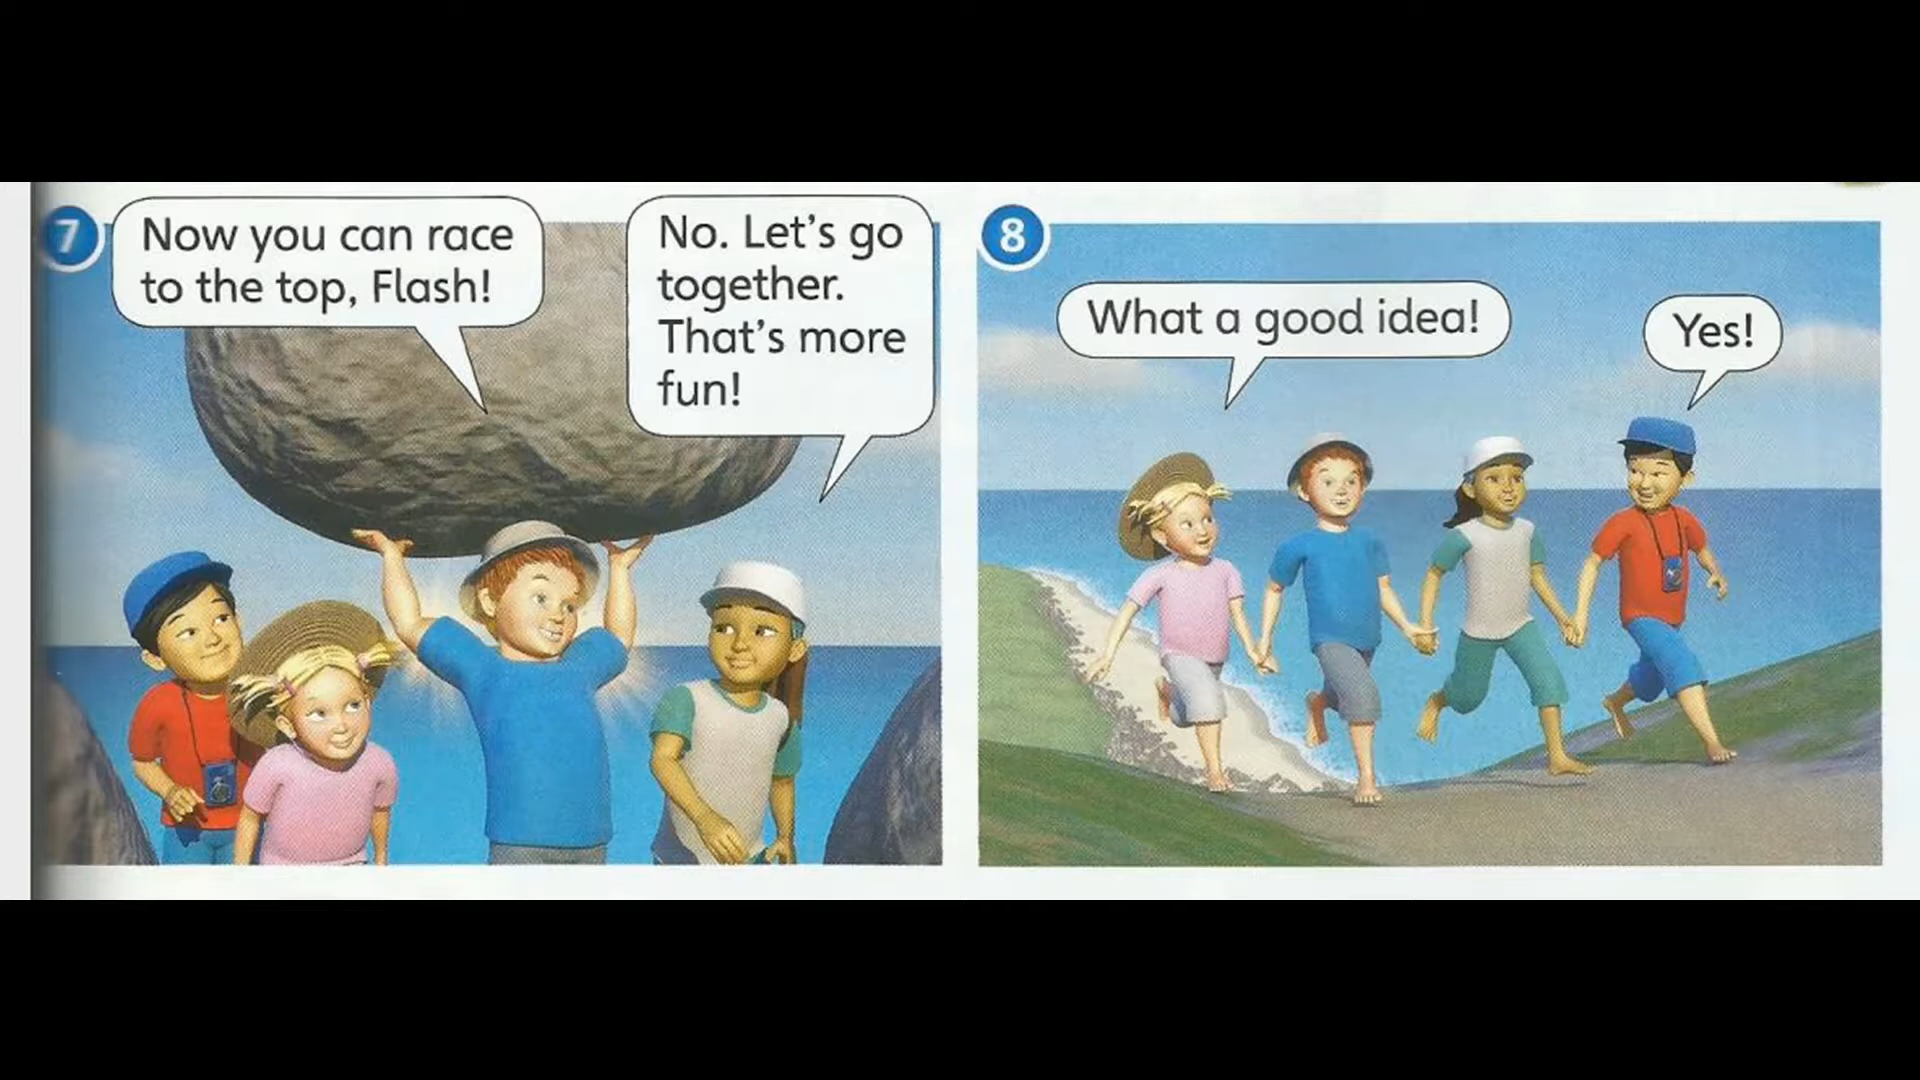 7
Now you can race
to the top, Flash!
No. Let's go
together.
That's more
fun!
8
What a good idea!
Yes!